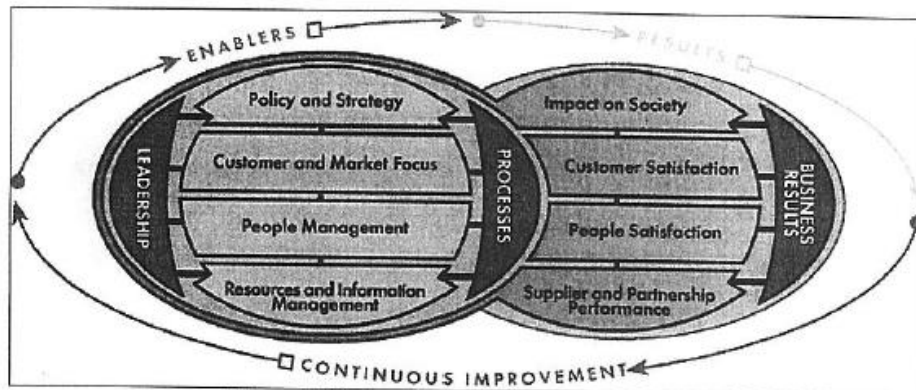 ENABLERS
RESULTS
LEADERSHIP
Policy and Strategy
Customer and Market Focus
People Management
Resources and Information
Management
PROCESSES
Impact on Society
Customer Satisfaction
People Satisfaction
Supplier and Partnership
Performance
BUSINESS
RESULTS
CONTINUOUS IMPROVEMENT